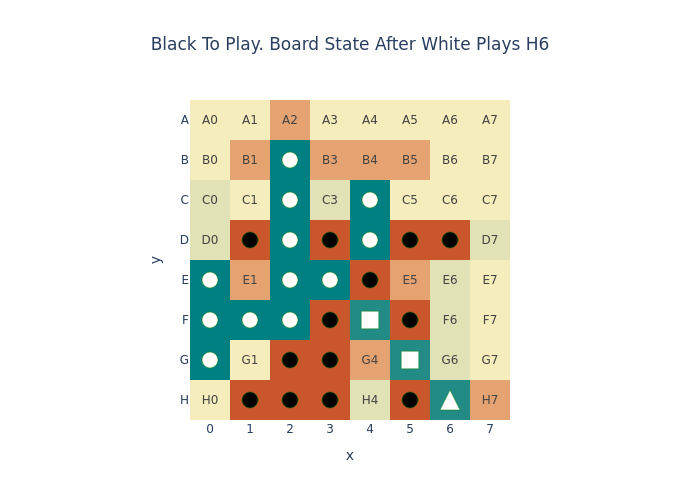 Black To Play. Board State After White Plays H6
A A0 A1 A2 A3 A4 A5 A6 A7
B B0 B1 B3 B4 B5 B6 B7
C C0 C1 C3 C5 C6 C7
D D0 D7
E E1 E5 E6 E7
F F6 F7
G G1 G4 G6 G7
H H0 H4 H7
0 1 2 3 4 5 6 7
x
y